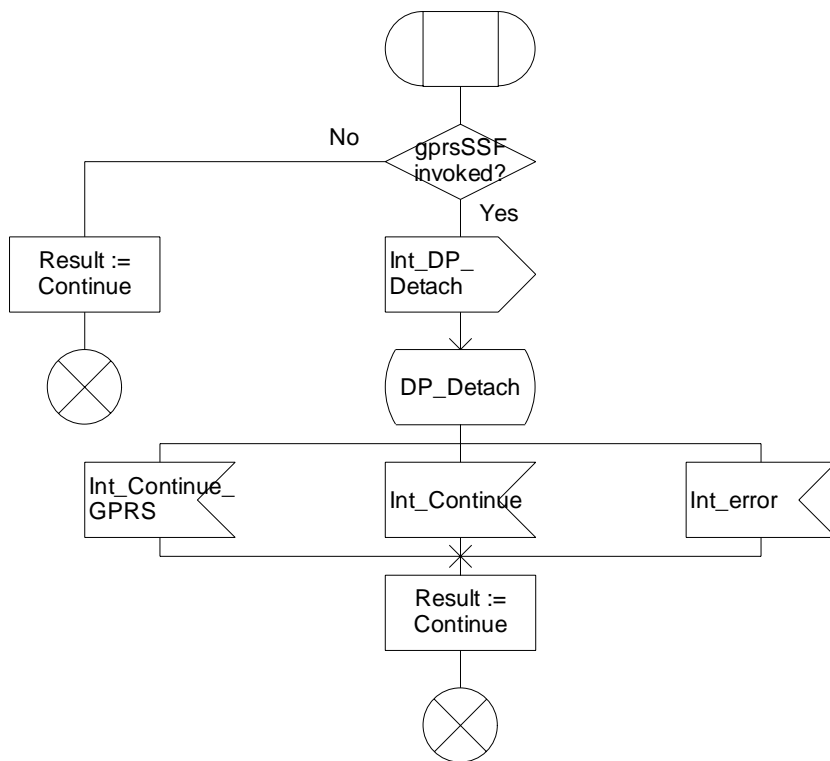 gprsSSF
invoked?
No
Yes
Result :=
Continue
Int_DP_
Detach
DP_Detach
Int_Continue_
GPRS
Int_Continue
Int_error
Result :=
Continue